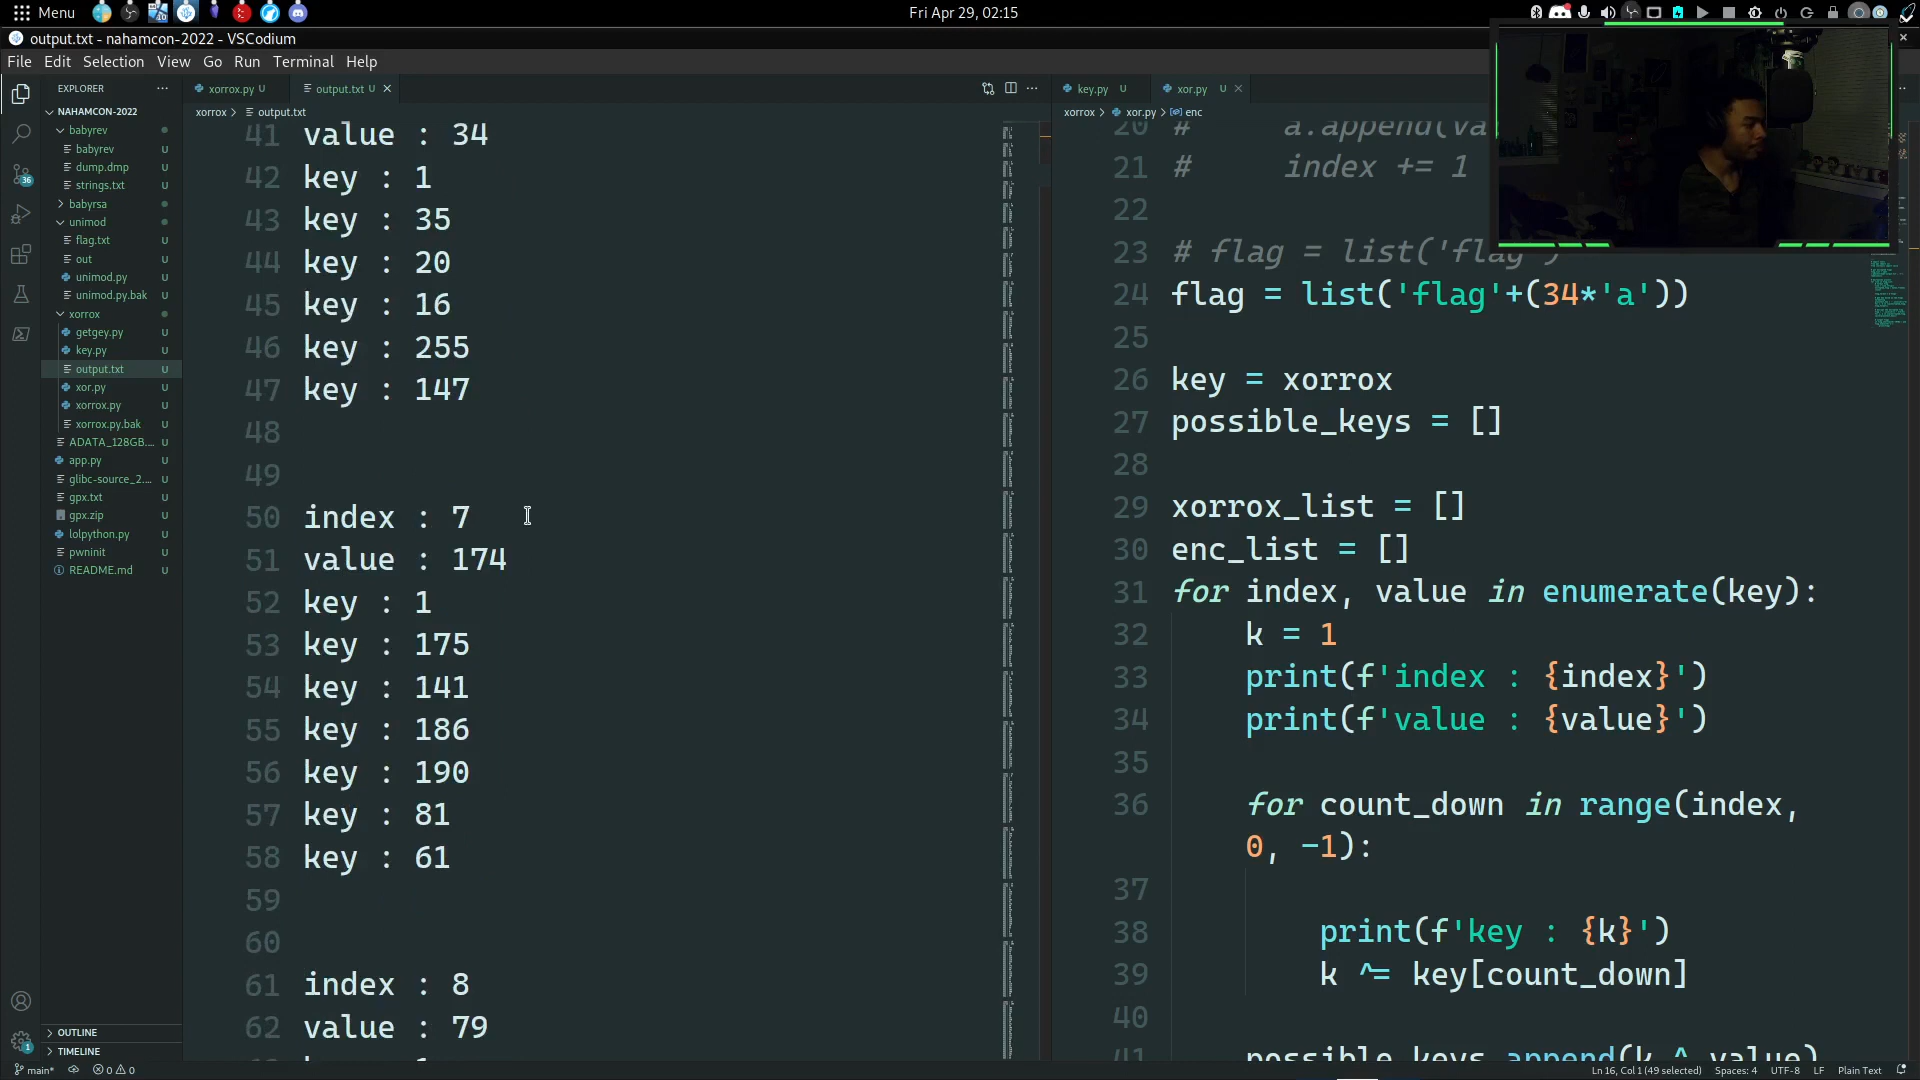 Menu
Fri Apr 29, 02:15
output.txt - nahamcon-2022 - VSCodium
File Edit Selection View Go Run Terminal Help
EXPLORER
NAHAMCON-2022
babyrev
babyrev U
dump.dmp U
strings.txt U
babyrsa
unimod
flag.txt U
out U
unimod.py U
unimod.py.bak U
xorrox
getgey.py U
key.py U
output.txt U
xor.py U
xorrox.py U
xorrox.py.bak U
ADATA_128GB.... U
app.py U
glibc-source_2.... U
gpx.txt U
gpx.zip U
lolpython.py U
pwninit U
README.md U
OUTLINE
TIMELINE
36
1
xorrox.py U
output.txt U
xorrox > output.txt
41 value : 34
42 key : 1
43 key : 35
44 key : 20
45 key : 16
46 key : 255
47 key : 147
48
49
50 index : 7
51 value : 174
52 key : 1
53 key : 175
54 key : 141
55 key : 186
56 key : 190
57 key : 81
58 key : 61
59
60
61 index : 8
62 value : 79
key.py U
xor.py U
xorrox > xor.py > enc
20 # a.append(va
21 # index += 1
22
23 # flag = list('flag')
24 flag = list('flag'+(34*'a'))
25
26 key = xorrox
27 possible_keys = []
28
29 xorrox_list = []
30 enc_list = []
31 for index, value in enumerate(key):
32 k = 1
33 print(f'index : {index}')
34 print(f'value : {value}')
35
36 for count_down in range(index,
0, -1):
37
38 print(f'key : {k}')
39 k ^= key[count_down]
40
41 possible_keys.append(k ^ value)
main* 0 0
Ln 16, Col 1 (49 selected) Spaces: 4 UTF-8 LF Plain Text